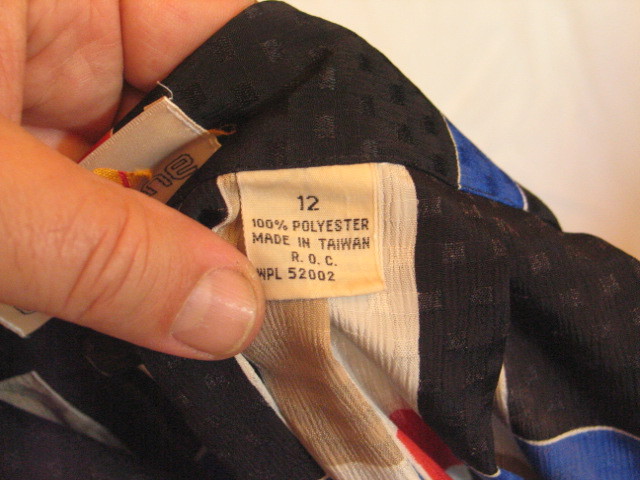 12
100% POLYESTER
MADE IN TAIWAN
R. O. C.
WPL 52002